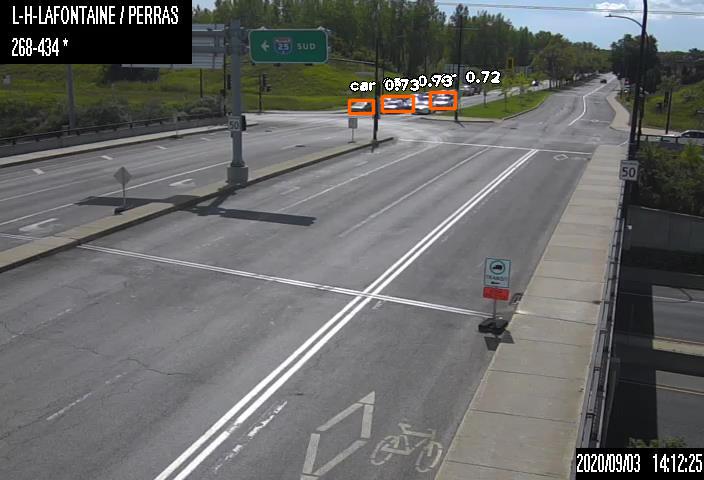 L-H-LAFONTAINE / PERRAS
268-434 *
25 SUD
car 0.73 0.73 0.72
50
50
TRANSIT
2020/09/03 14:12:25